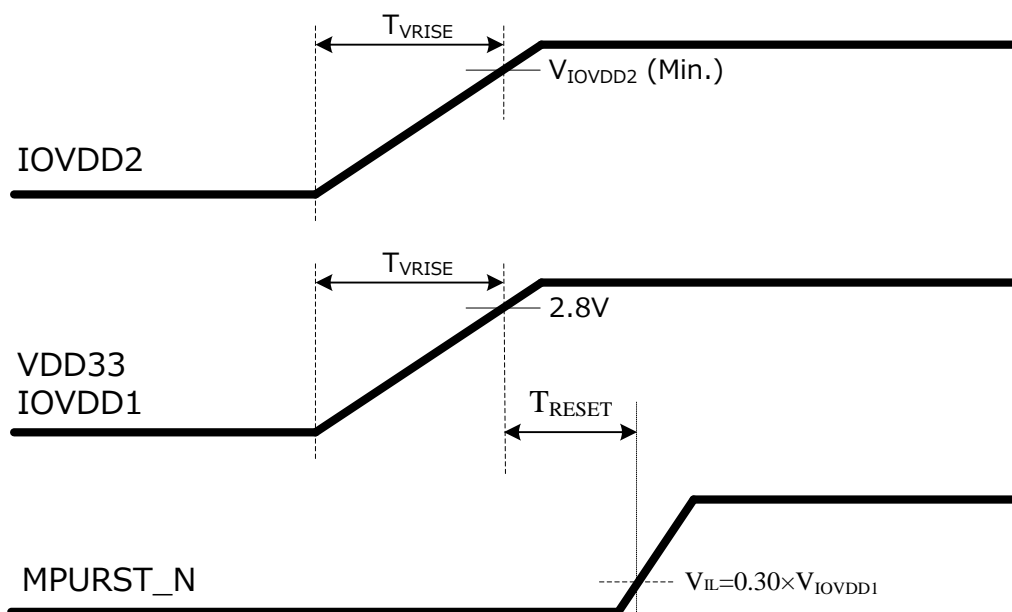 TVRISE
VIOVDD2 (Min.)
IOVDD2
TVRISE
2.8V
VDD33
IOVDD1
TRESET
MPURST_N
VIL=0.30×VIOVDD1